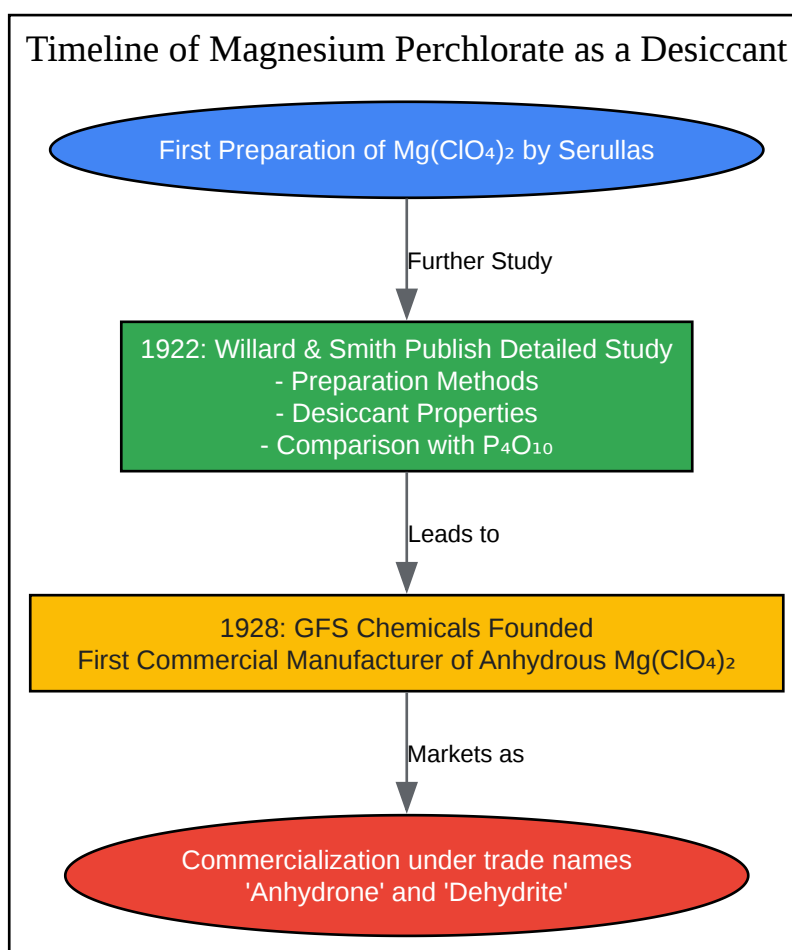 Timeline of Magnesium Perchlorate as a Desiccant
First Preparation of Mg(ClO₄)₂ by Serullas
Further Study
1922: Willard & Smith Publish Detailed Study
- Preparation Methods
- Desiccant Properties
- Comparison with P₄O₁₀
Leads to
1928: GFS Chemicals Founded
First Commercial Manufacturer of Anhydrous Mg(ClO₄)₂
Markets as
Commercialization under trade names
'Anhydrone' and 'Dehydrite'